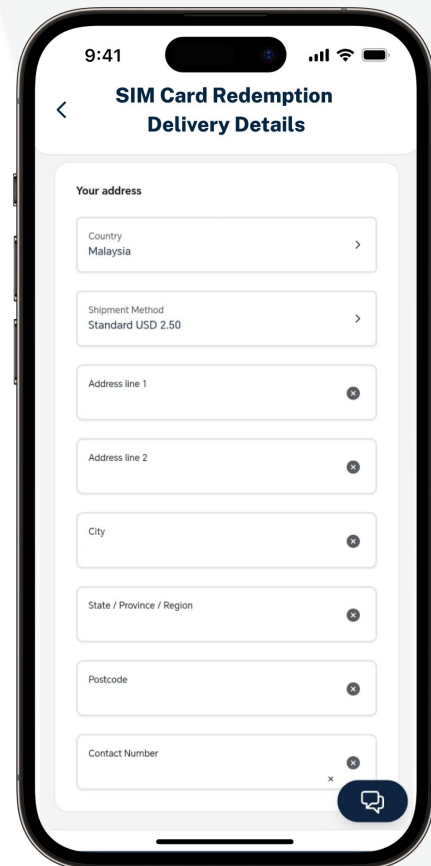 9:41
SIM Card Redemption
Delivery Details
Your address
Country
Malaysia
Shipment Method
Standard USD 2.50
Address line 1
Address line 2
City
State / Province / Region
Postcode
Contact Number